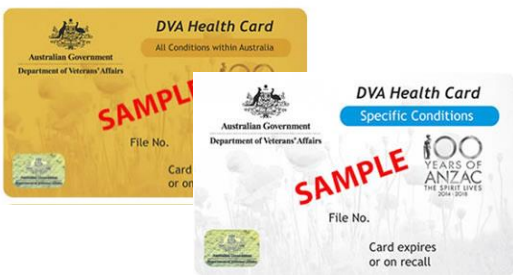 DVA Health Card
All Conditions within Australia
Australian Government
Department of Veterans' Affairs
100
SAMPLE
File No.
Card
or on
DVA Health Card
Specific Conditions
Australian Government
Department of Veterans' Affairs
100
YEARS OF
ANZAC
THE SPIRIT LIVES
2014 - 2018
SAMPLE
File No.
Card expires
or on recall